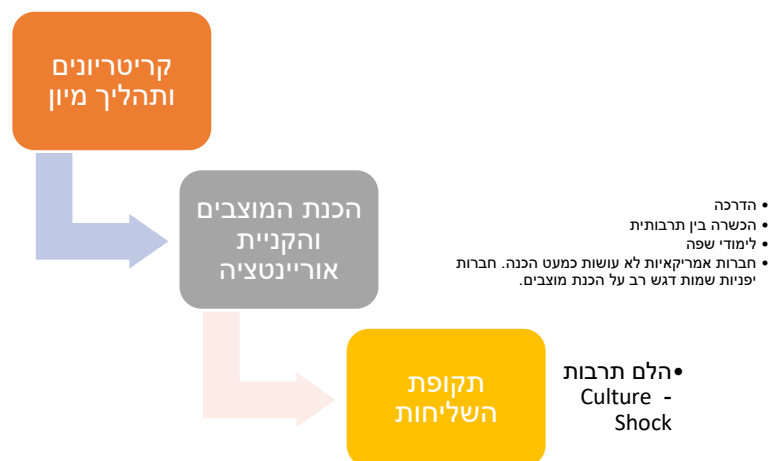 קריטריונים
ותהליך מיון
הכנת המוצבים
והקניית
אוריינטציה
• הדרכה
• הכשרה בין תרבותית
• לימודי שפה
• חברות אמריקאיות לא עושות כמעט הכנה. חברות
יפניות שמות דגש רב על הכנת מוצבים.
תקופת
השליחות
•הלם תרבות
- Culture
Shock